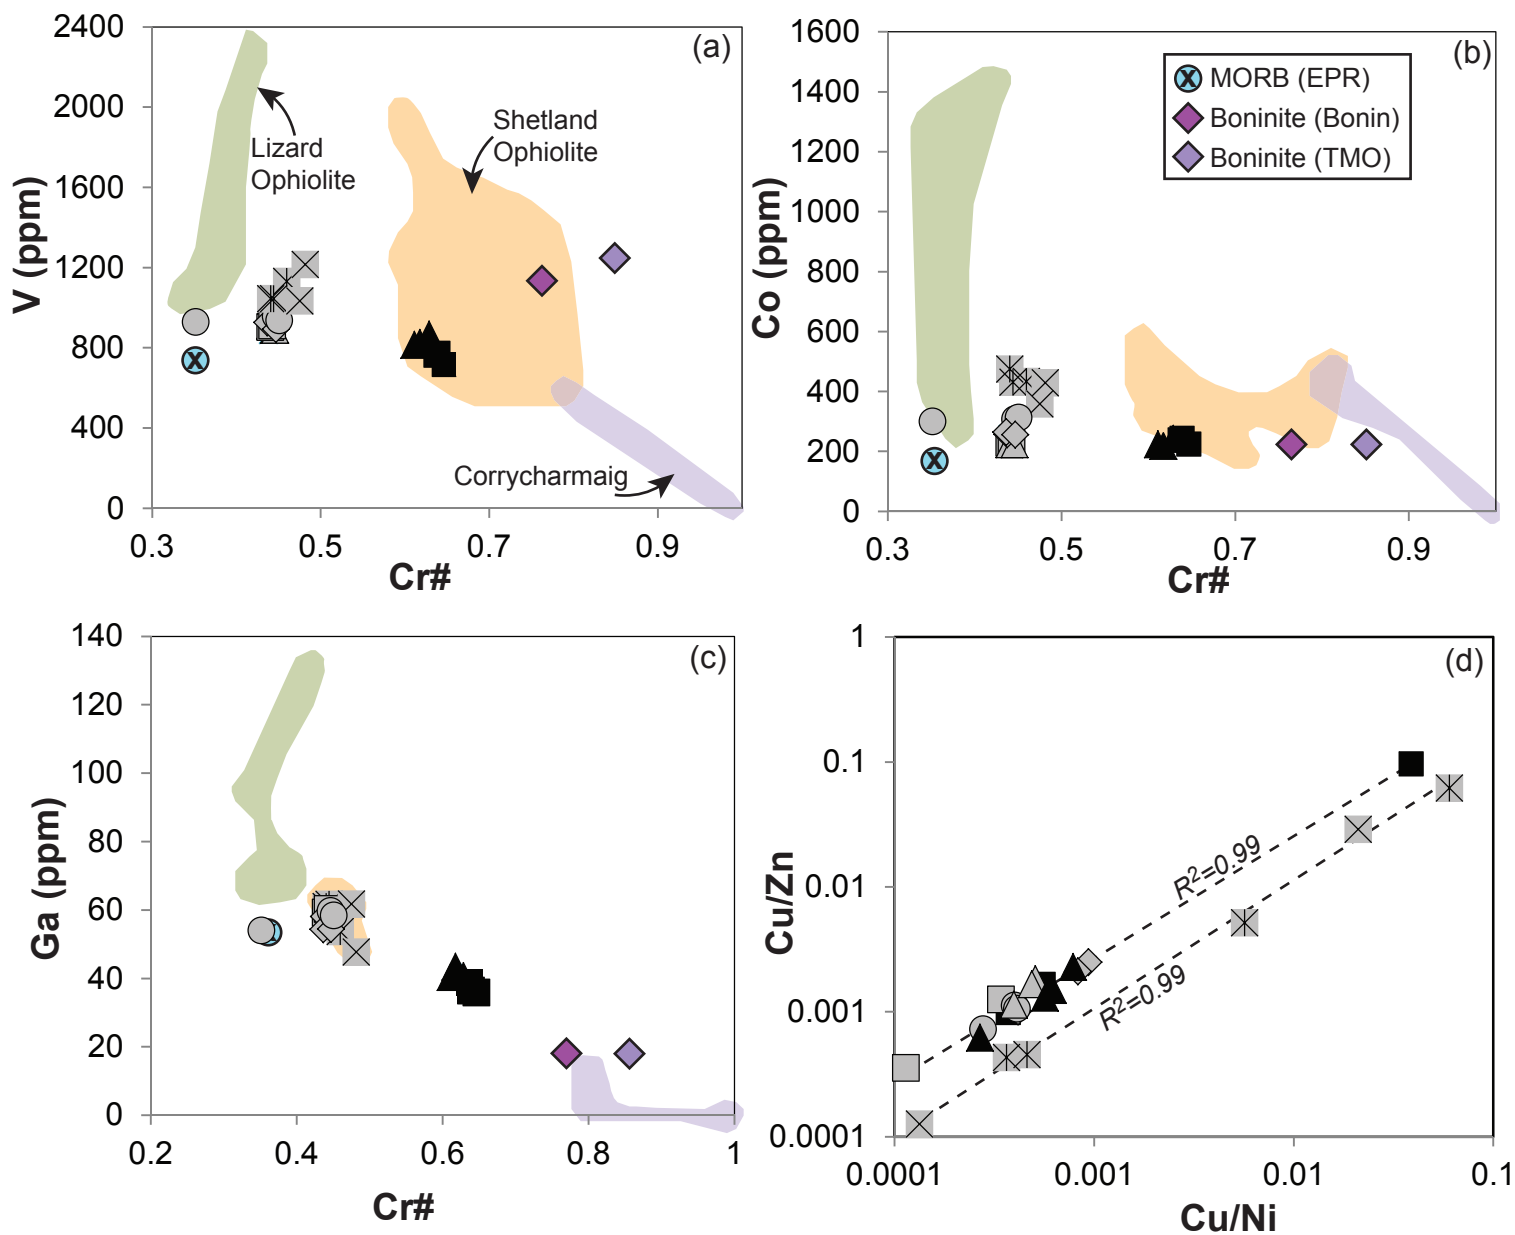 (a)
2400
2000
1600
1200
800
400
0
V (ppm)
Lizard
Ophiolite
Shetland
Ophiolite
Corrycharmaig
0.3
0.5
0.7
0.9
Cr#
(b)
1600
1400
1200
1000
800
600
400
200
0
Co (ppm)
X MORB (EPR)
Boninite (Bonin)
Boninite (TMO)
X
X
0.3
0.5
0.7
0.9
Cr#
(c)
140
120
100
80
60
40
20
0
Ga (ppm)
0.2
0.4
0.6
0.8
1
Cr#
(d)
1
0.1
0.01
0.001
0.0001
Cu/Zn
R²=0.99
R²=0.99
0.0001
0.001
0.01
0.1
Cu/Ni